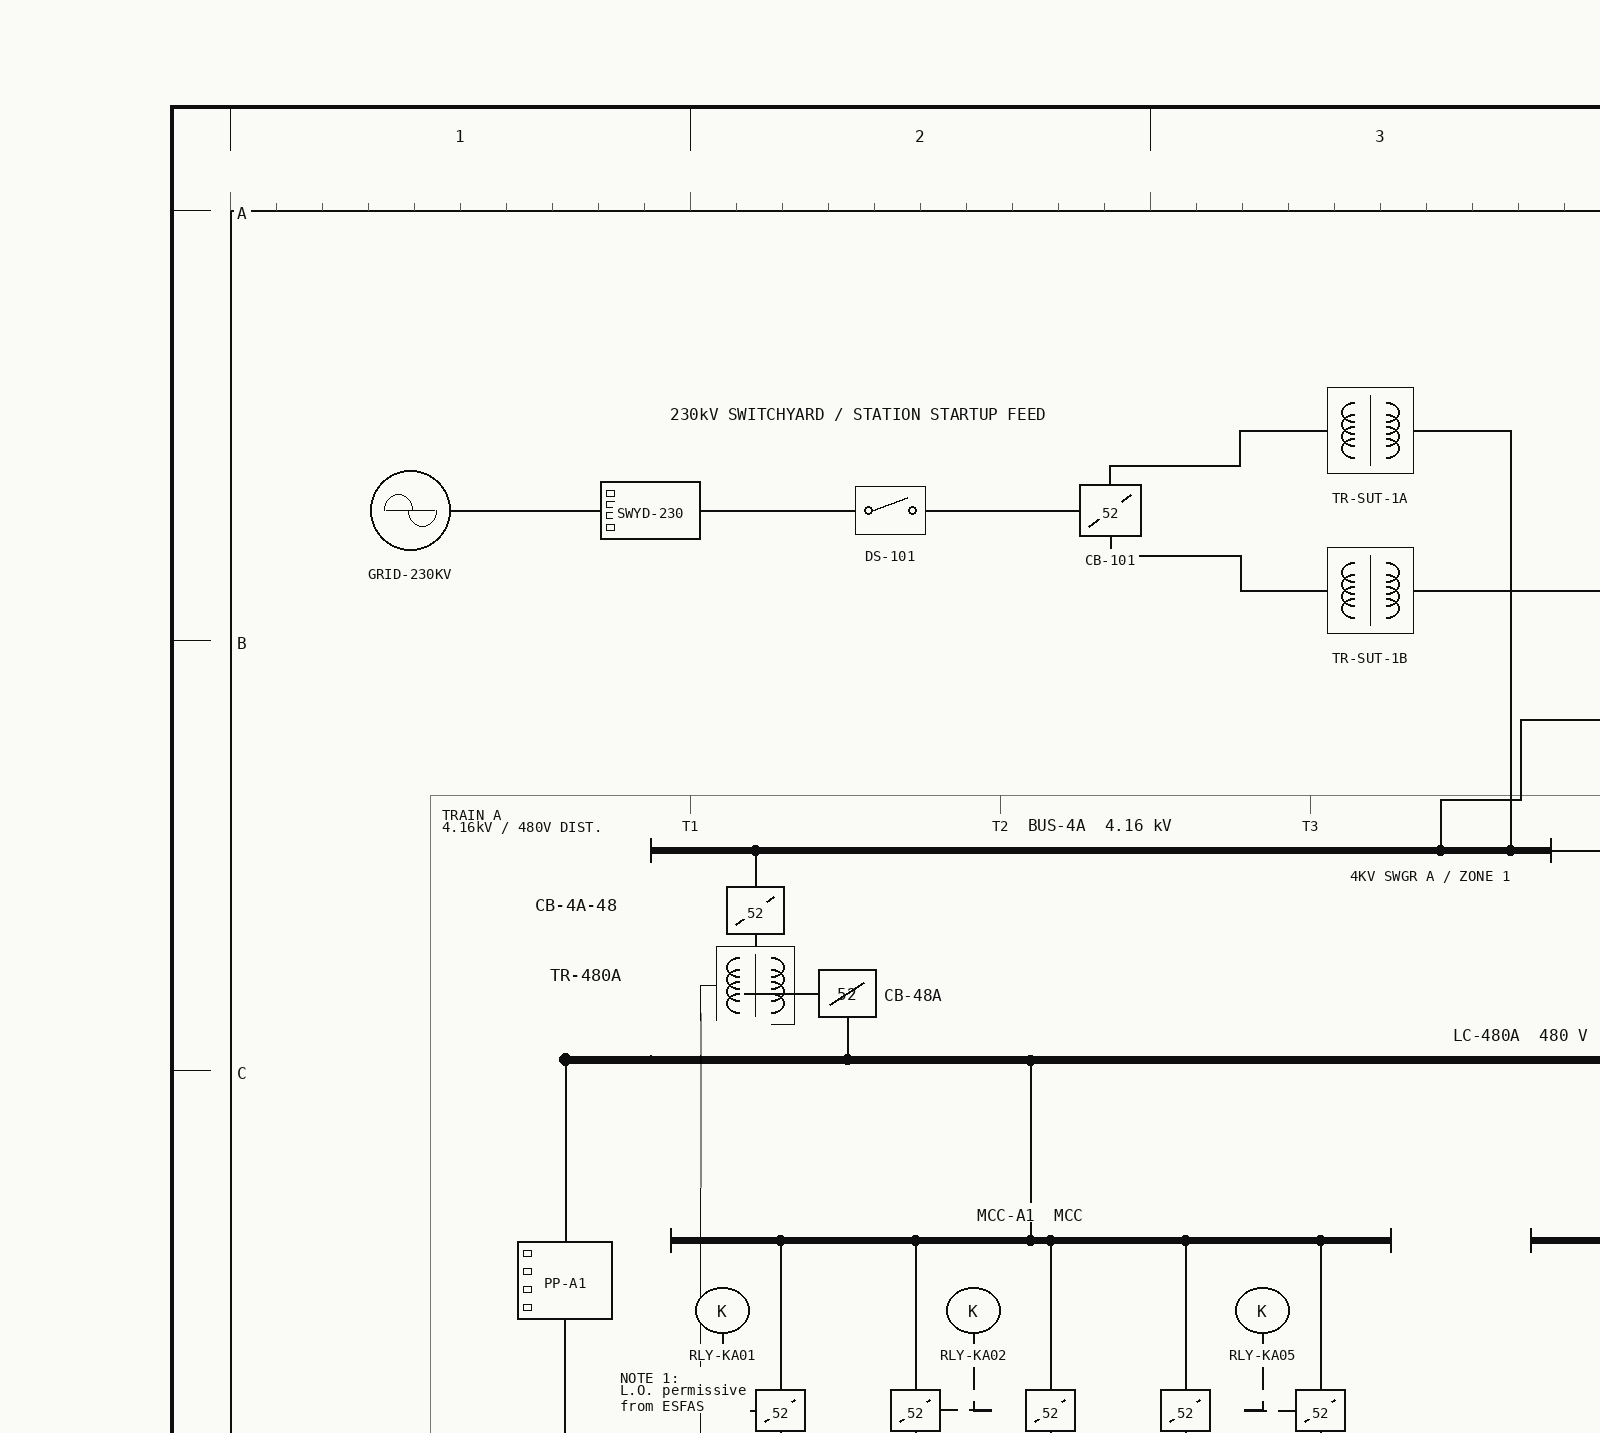 1 2 3
A
230kV SWITCHYARD / STATION STARTUP FEED
TR-SUT-1A
SWYD-230
52
DS-101
CB-101
GRID-230KV
B
TR-SUT-1B
TRAIN A
4.16kV / 480V DIST.
T1 T2 BUS-4A 4.16 kV T3
4KV SWGR A / ZONE 1
CB-4A-48
52
TR-480A
52
CB-48A
LC-480A 480 V
C
MCC-A1 MCC
PP-A1
K K K
RLY-KA01 RLY-KA02 RLY-KA05
NOTE 1:
L.O. permissive
from ESFAS
52 52 52 52 52